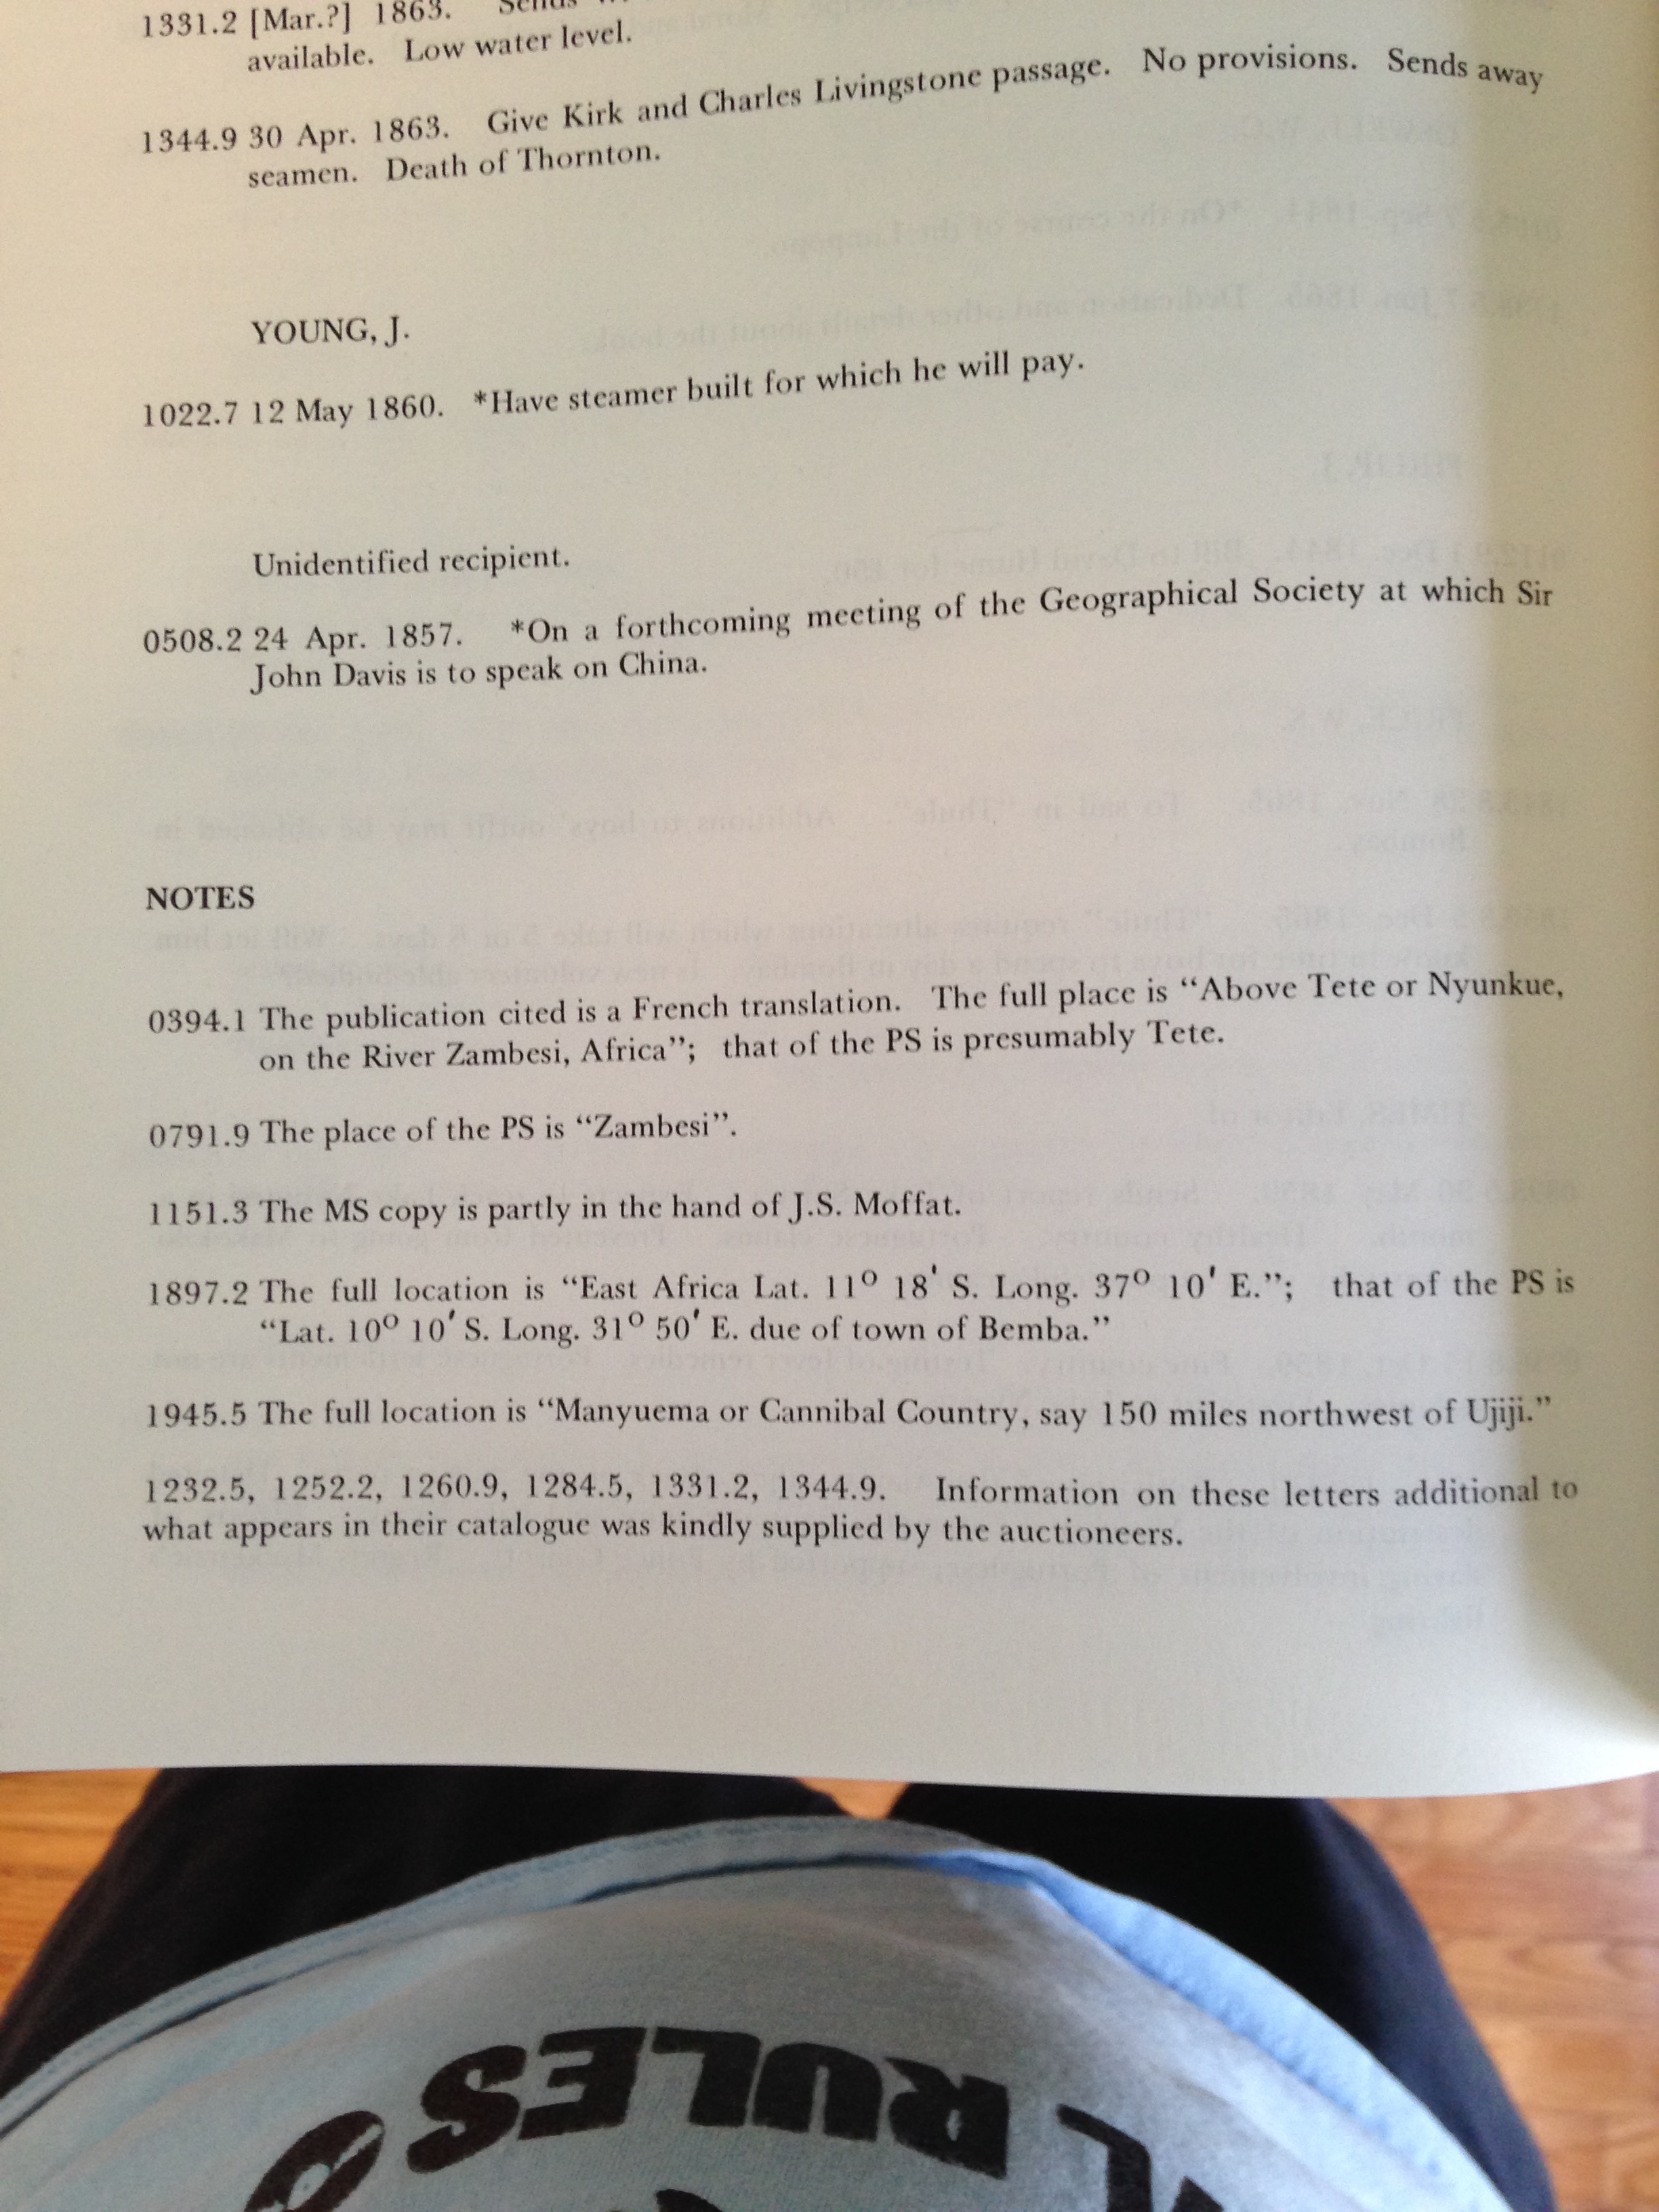 1331.2 [Mar.?] 1863. Sends
available. Low water level.
1344.9 30 Apr. 1863. Give Kirk and Charles Livingstone passage. No provisions. Sends away
seamen. Death of Thornton.
YOUNG, J.
1022.7 12 May 1860. *Have steamer built for which he will pay.
Unidentified recipient.
0508.2 24 Apr. 1857. *On a forthcoming meeting of the Geographical Society at which Sir
John Davis is to speak on China.
NOTES
0394.1 The publication cited is a French translation. The full place is “Above Tete or Nyunkue,
on the River Zambesi, Africa”; that of the PS is presumably Tete.
0791.9 The place of the PS is “Zambesi”.
1151.3 The MS copy is partly in the hand of J.S. Moffat.
1897.2 The full location is “East Africa Lat. 11° 18' S. Long. 37° 10' E.”; that of the PS is
“Lat. 10° 10' S. Long. 31° 50' E. due of town of Bemba.”
1945.5 The full location is “Manyuema or Cannibal Country, say 150 miles northwest of Ujiji.”
1232.5, 1252.2, 1260.9, 1284.5, 1331.2, 1344.9. Information on these letters additional to
what appears in their catalogue was kindly supplied by the auctioneers.
RULES